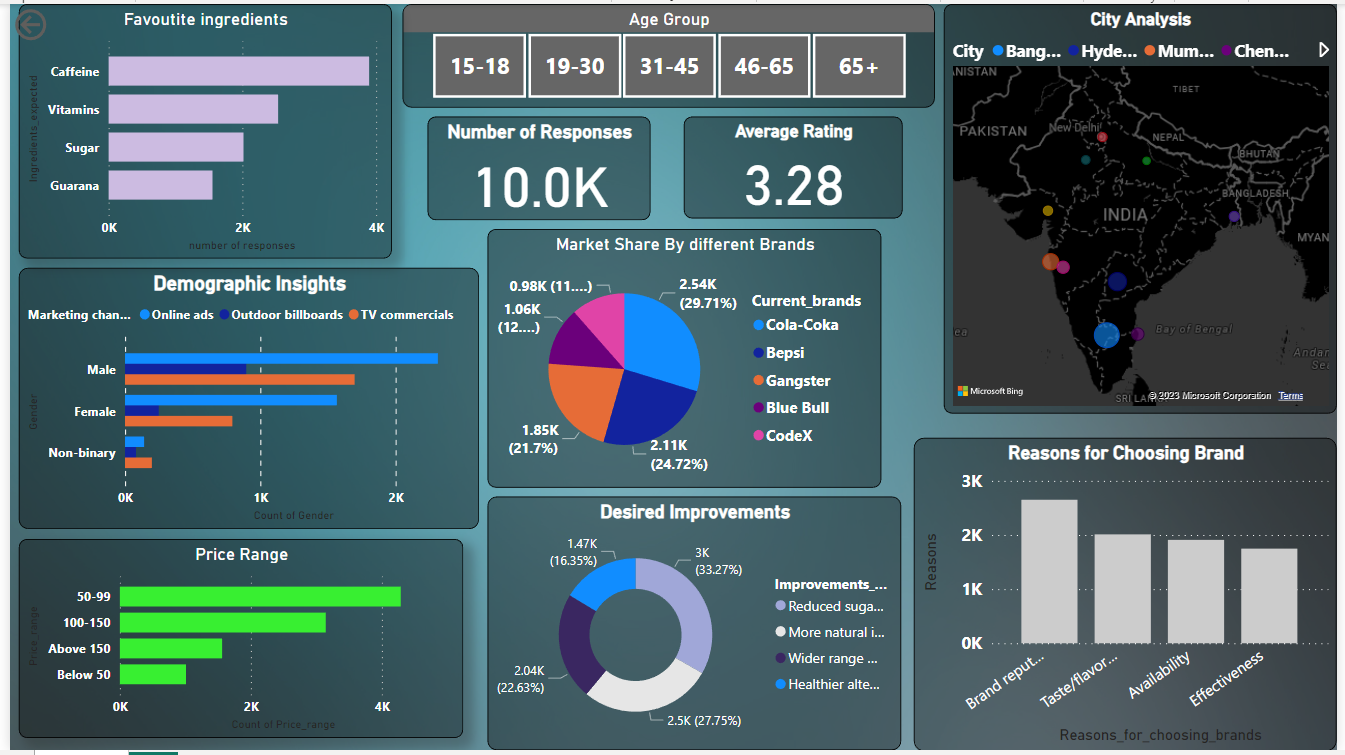 Favoutite ingredients
Ingredients_expected
Caffeine
Vitamins
Sugar
Guarana
0K 2K 4K
number of responses
Age Group
15-18 19-30 31-45 46-65 65+
Number of Responses
10.0K
Average Rating
3.28
City Analysis
City Bang... Hyde... Mum... Chen...
NISTAN
TIBET
PAKISTAN
New Delhi
NEPAL
BHUTAN
BANGLADESH
INDIA
MYAN
ea
Bay of Bengal
Andar
Sea
Microsoft Bing
SRI LAN
© 2023 Microsoft Corporation Terms
Demographic Insights
Marketing chan... Online ads Outdoor billboards TV commercials
Gender
Male
Female
Non-binary
0K 1K 2K
Count of Gender
Market Share By different Brands
0.98K (11....)
2.54K
(29.71%)
1.06K
(12....)
1.85K
(21.7%)
2.11K
(24.72%)
Current_brands
Cola-Coka
Bepsi
Gangster
Blue Bull
CodeX
Reasons for Choosing Brand
Reasons
3K
2K
1K
0K
Brand reput...
Taste/flavor...
Availability
Effectiveness
Reasons_for_choosing_brands
Price Range
Price_range
50-99
100-150
Above 150
Below 50
0K 2K 4K
Count of Price_range
Desired Improvements
1.47K
(16.35%)
3K
(33.27%)
2.04K
(22.63%)
2.5K (27.75%)
Improvements_...
Reduced suga...
More natural i...
Wider range ...
Healthier alte...